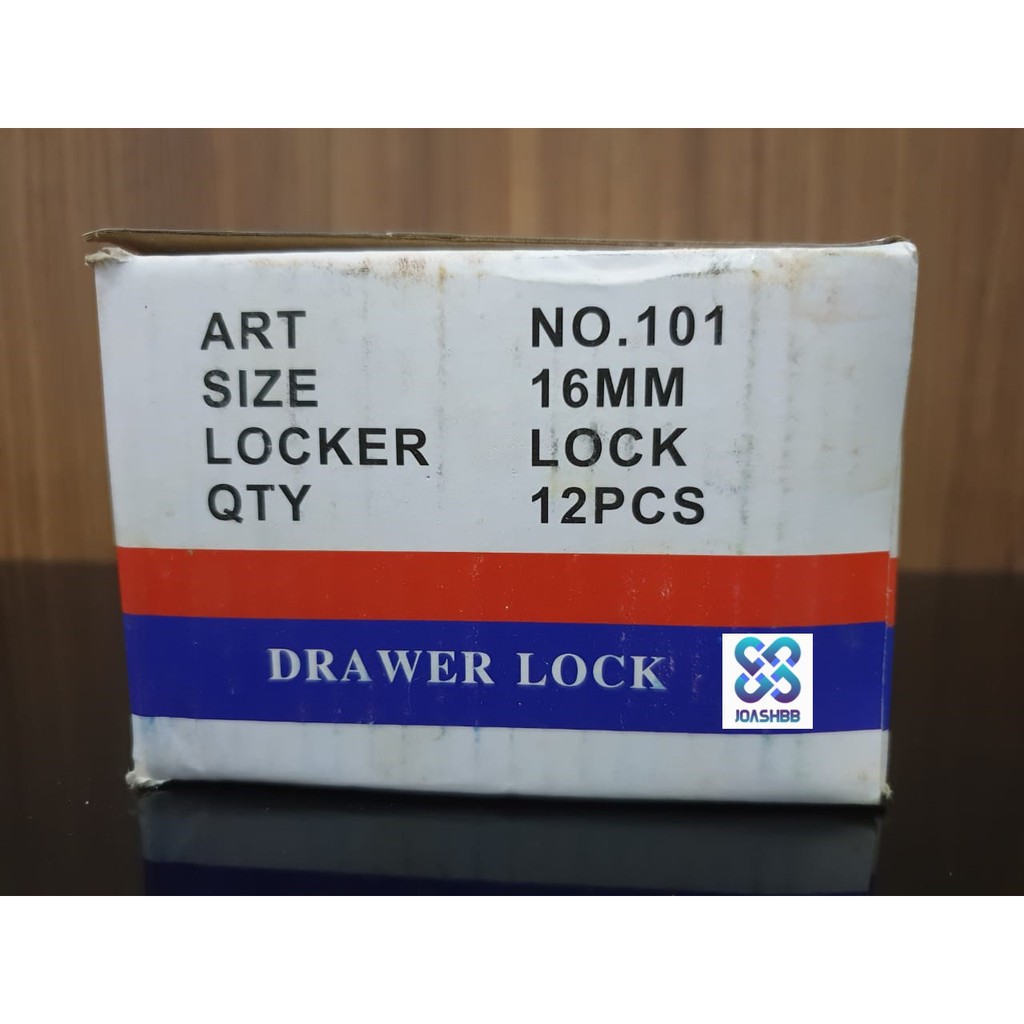 ART NO.101
SIZE 16MM
LOCKER LOCK
QTY 12PCS
DRAWER LOCK
JOASHBB